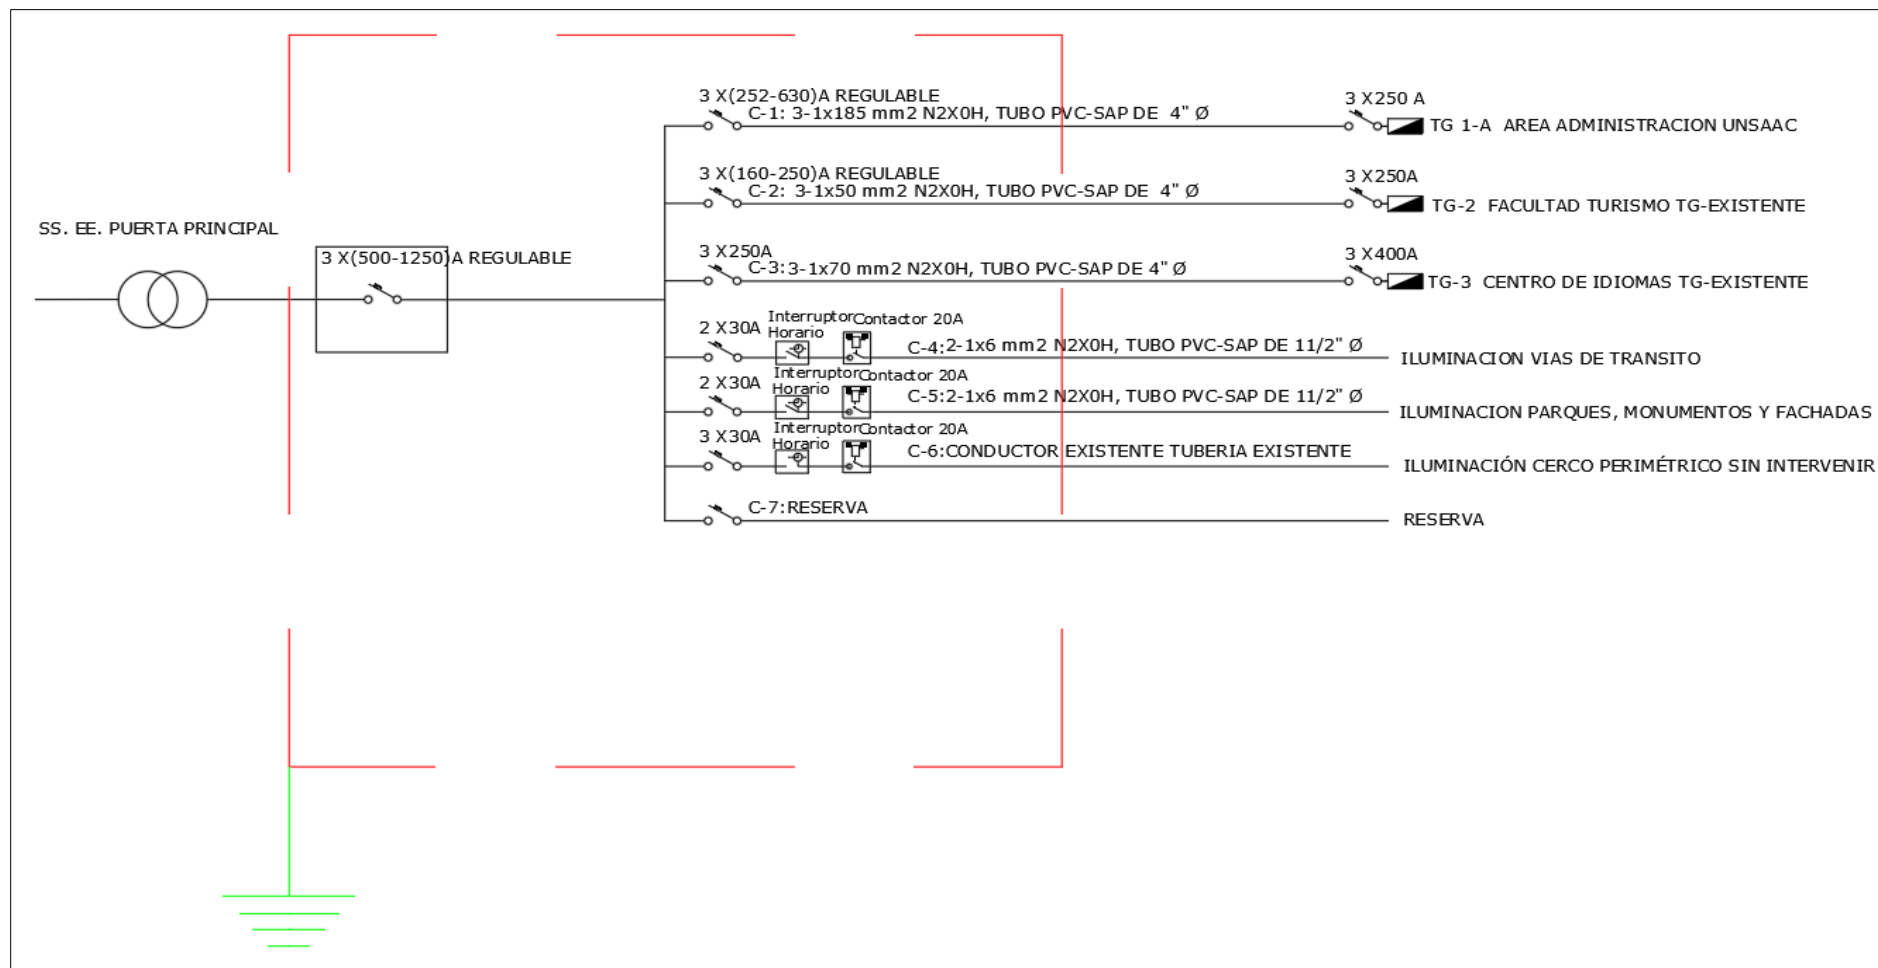 3 X(252-630)A REGULABLE
C-1: 3-1x185 mm2 N2X0H, TUBO PVC-SAP DE 4" Ø
3 X250 A
TG 1-A AREA ADMINISTRACION UNSAAC
3 X(160-250)A REGULABLE
C-2: 3-1x50 mm2 N2X0H, TUBO PVC-SAP DE 4" Ø
3 X250A
TG-2 FACULTAD TURISMO TG-EXISTENTE
SS. EE. PUERTA PRINCIPAL
3 X(500-1250)A REGULABLE
3 X250A
C-3: 3-1x70 mm2 N2X0H, TUBO PVC-SAP DE 4" Ø
3 X400A
TG-3 CENTRO DE IDIOMAS TG-EXISTENTE
2 X30A
Interruptor
Horario
Contactor 20A
C-4: 2-1x6 mm2 N2X0H, TUBO PVC-SAP DE 11/2" Ø
ILUMINACION VIAS DE TRANSITO
2 X30A
Interruptor
Horario
Contactor 20A
C-5:2-1x6 mm2 N2X0H, TUBO PVC-SAP DE 11/2" Ø
ILUMINACION PARQUES, MONUMENTOS Y FACHADAS
3 X30A
Interruptor
Horario
Contactor 20A
C-6:CONDUCTOR EXISTENTE TUBERIA EXISTENTE
ILUMINACIÓN CERCO PERIMÉTRICO SIN INTERVENIR
C-7:RESERVA
RESERVA